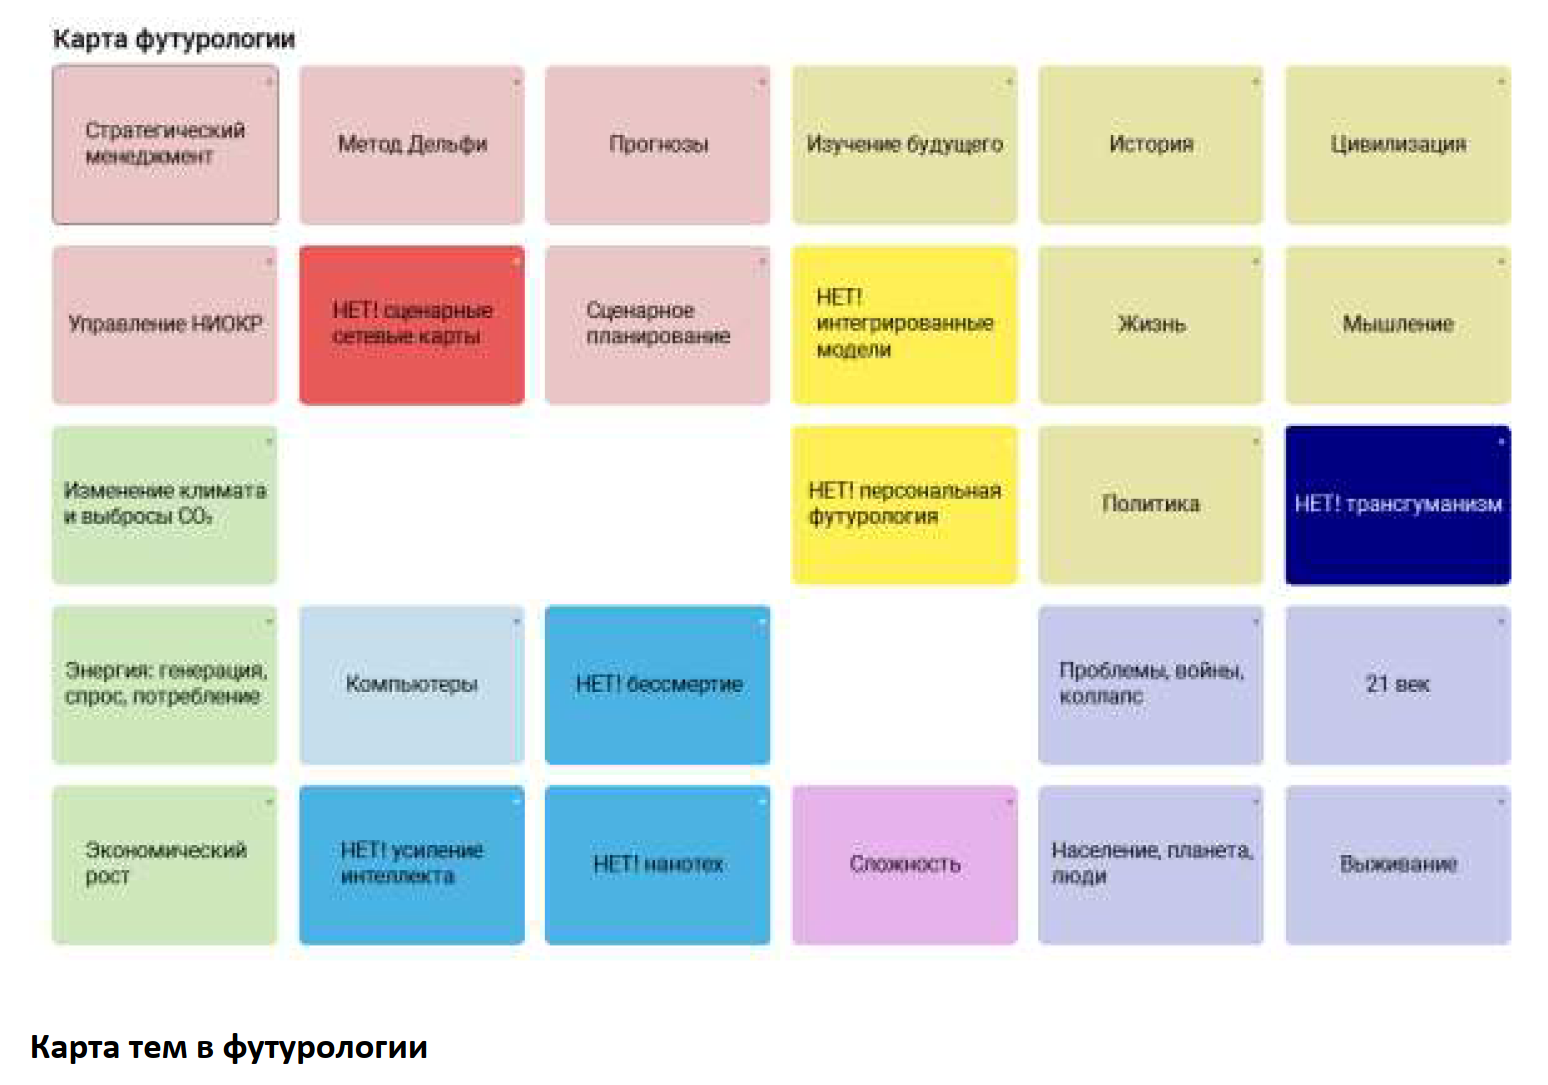 Карта футурологии
Стратегический
менеджмент
Метод Дельфи
Прогнозы
Изучение будущего
История
Цивилизация
Управление НИОКР
НЕТ! сценарные
сетевые карты
Сценарное
планирование
НЕТ!
интегрированные
модели
Жизнь
Мышление
Изменение климата
и выбросы CO₂
НЕТ! персональная
футурология
Политика
НЕТ! трансгуманизм
Энергия: генерация,
спрос, потребление
Компьютеры
НЕТ! бессмертие
Проблемы, войны,
коллапс
21 век
Экономический
рост
НЕТ! усиление
интеллекта
НЕТ! нанотех
Сложность
Население, планета,
люди
Выживание
Карта тем в футурологии